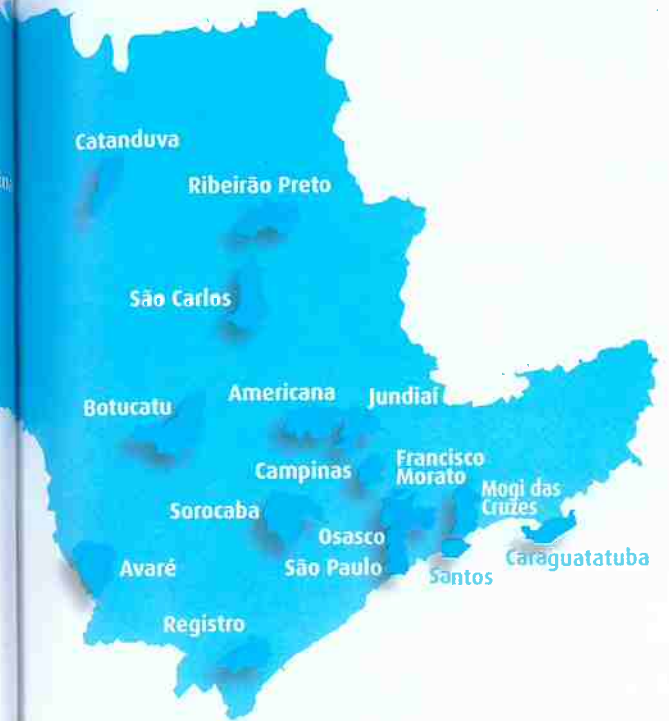 Catanduva
Ribeirão Preto
São Carlos
Americana
Jundiaí
Botucatu
Francisco
Morato
Campinas
Mogi das
Cruzes
Sorocaba
Osasco
Caraguatatuba
São Paulo
Avaré
Santos
Registro